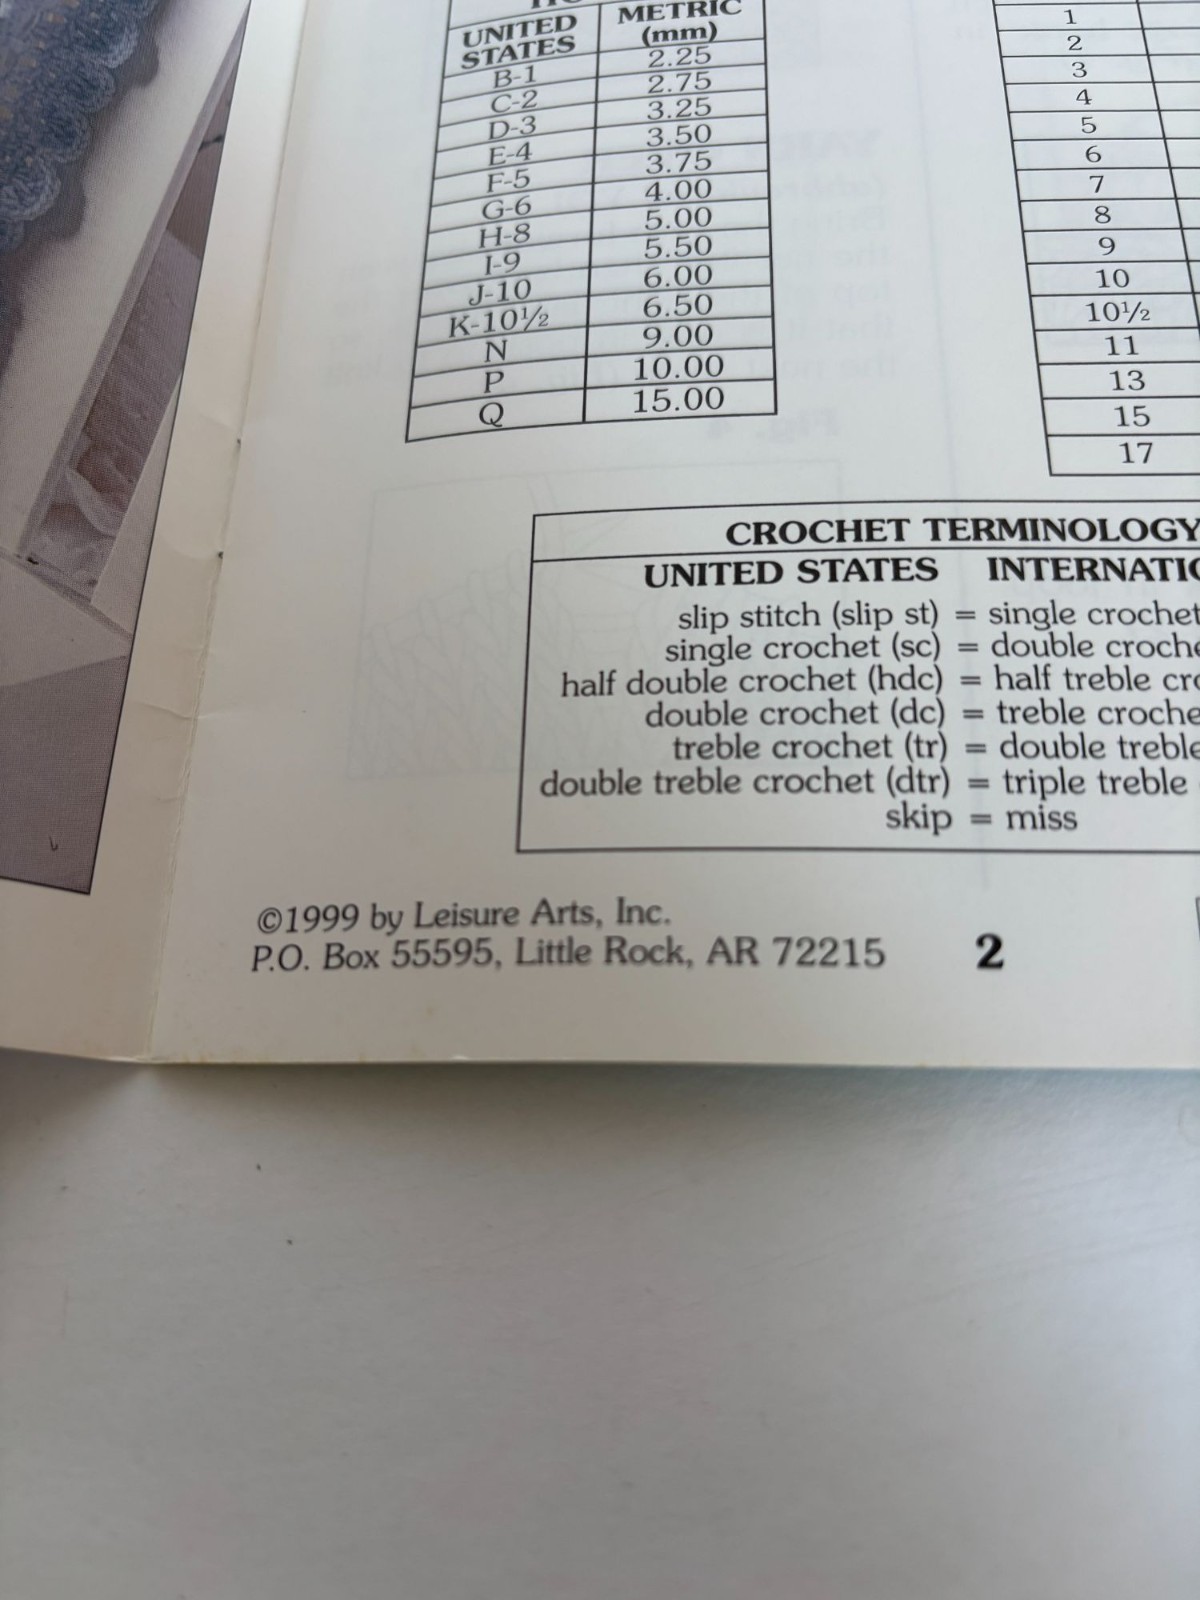 UNITED
STATES
METRIC
(mm)
B-1 2.25
C-2 2.75
D-3 3.25
E-4 3.50
F-5 3.75
G-6 4.00
H-8 5.00
I-9 5.50
J-10 6.00
K-10½ 6.50
N 9.00
P 10.00
Q 15.00
1
2
3
4
5
6
7
8
9
10
10½
11
13
15
17
CROCHET TERMINOLOGY
UNITED STATES INTERNATIO
slip stitch (slip st) = single crochet
single crochet (sc) = double croche
half double crochet (hdc) = half treble cro
double crochet (dc) = treble croche
treble crochet (tr) = double treble
double treble crochet (dtr) = triple treble
skip = miss
©1999 by Leisure Arts, Inc.
P.O. Box 55595, Little Rock, AR 72215 2